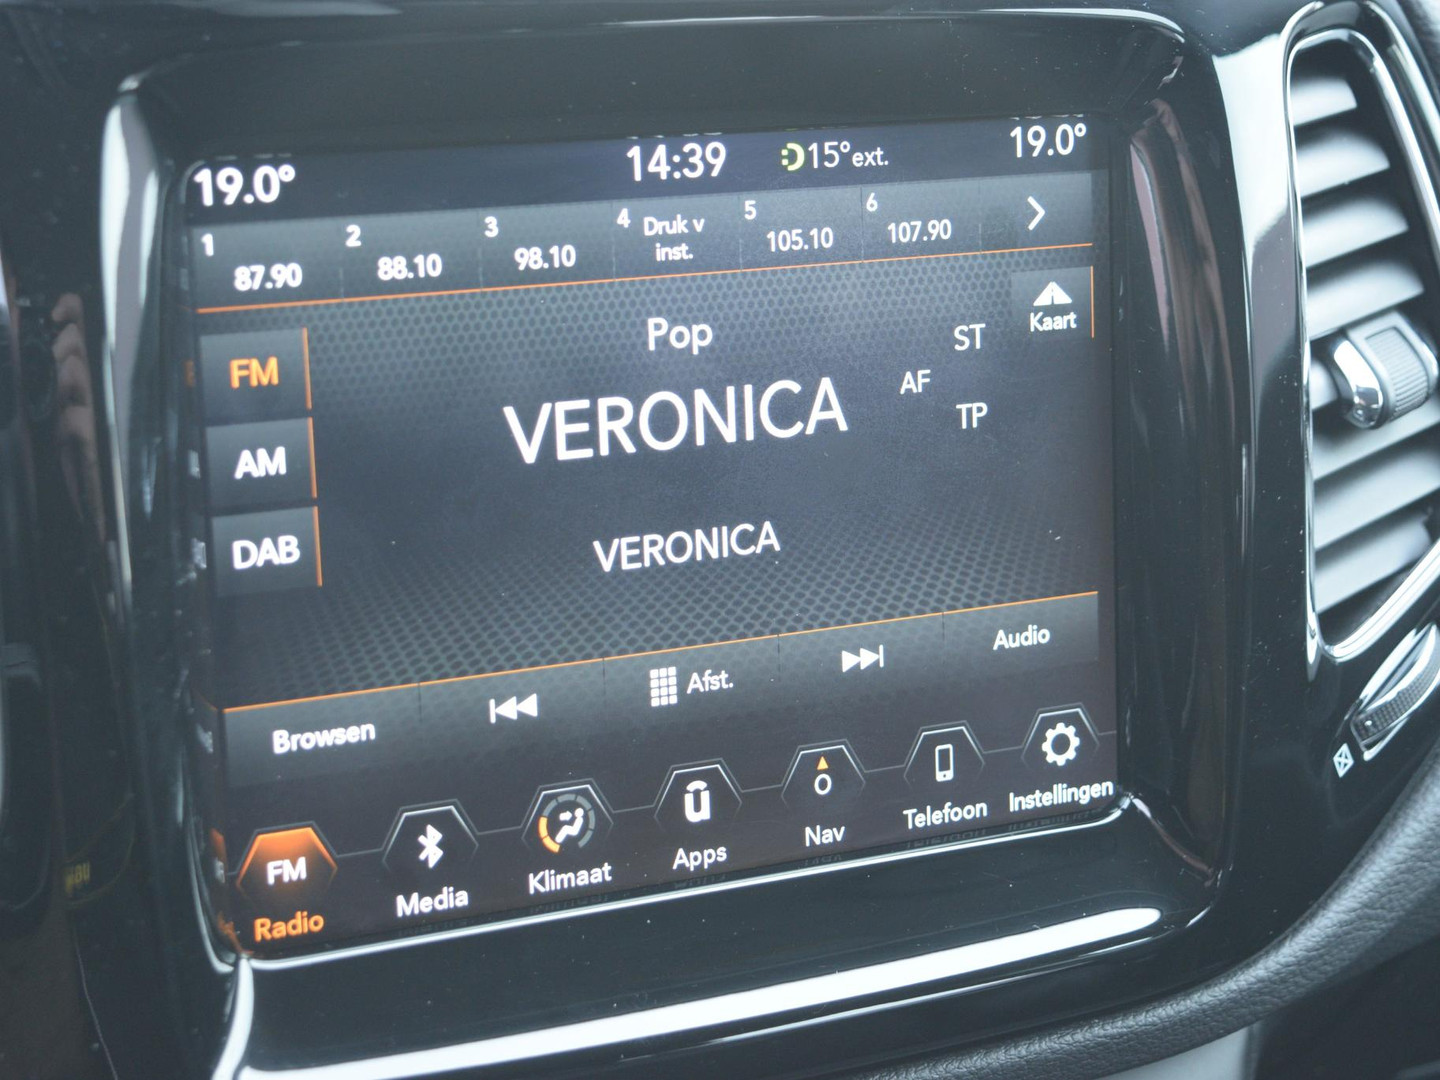 19.0°
14:39
15° ext.
19.0°
1
87.90
2
88.10
3
98.10
4
Druk v
inst.
5
105.10
6
107.90
Kaart
FM
AM
DAB
Pop
ST
AF
TP
VERONICA
VERONICA
Browsen
Afst.
Audio
FM
Radio
Media
Klimaat
Apps
Nav
Telefoon
Instellingen